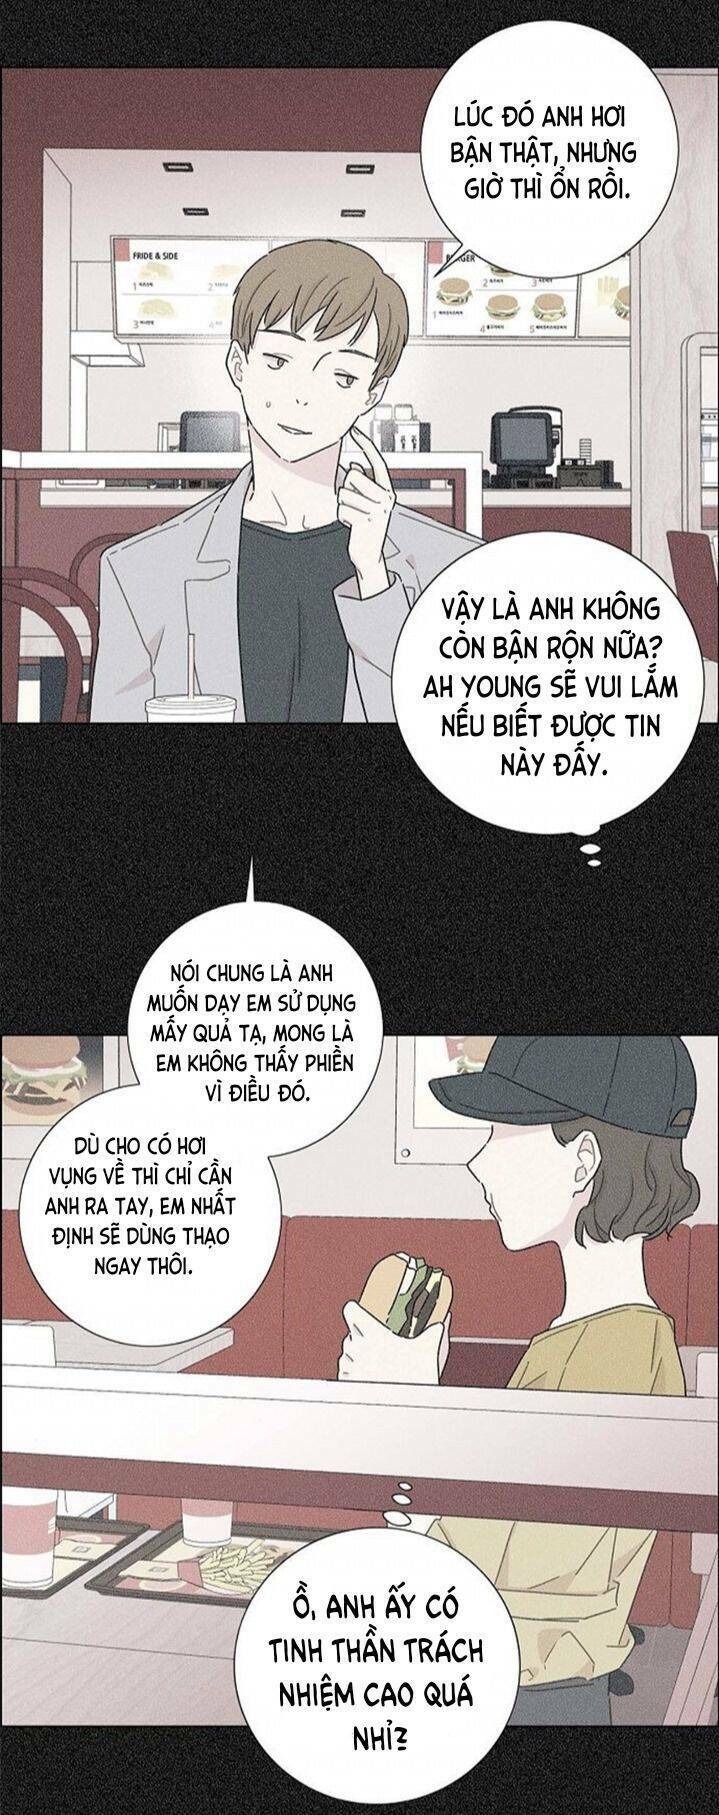 LÚC ĐÓ ANH HƠI
BẬN THẬT, NHƯNG
GIỜ THÌ ỔN RỒI.
FRIDE & SIDE
VẬY LÀ ANH KHÔNG
CÒN BẬN RỘN NỮA?
AH YOUNG SẼ VUI LẮM
NẾU BIẾT ĐƯỢC TIN
NÀY ĐẤY.
NÓI CHUNG LÀ ANH
MUỐN DẠY EM SỬ DỤNG
MẤY QUẢ TẠ, MONG LÀ
EM KHÔNG THẤY PHIỀN
VÌ ĐIỀU ĐÓ.
DÙ CHO CÓ HƠI
VỤNG VỀ THÌ CHỈ CẦN
ANH RA TAY, EM NHẤT
ĐỊNH SẼ DÙNG THẠO
NGAY THÔI.
Ồ, ANH ẤY CÓ
TINH THẦN TRÁCH
NHIỆM CAO QUÁ
NHỈ?